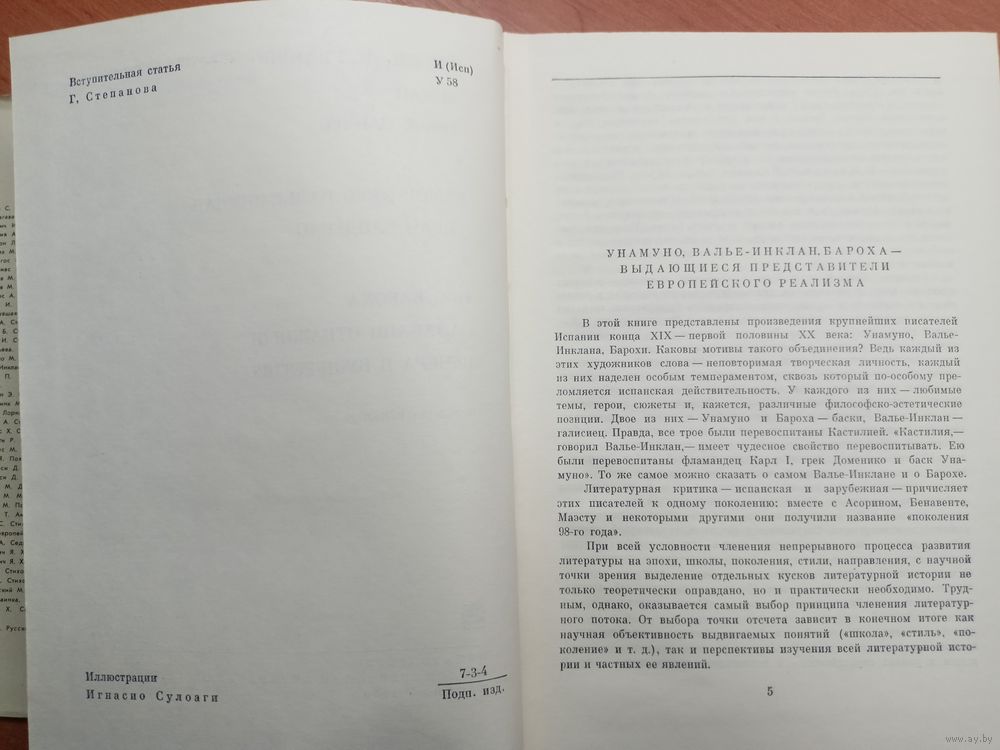 Вступительная статья
Г. Степанова
И (Исп)
У 58
Иллюстрации
Игнасио Сулоаги
7-3-4
Подп. изд.
УНАМУНО, ВАЛЬЕ-ИНКЛАН, БАРОХА —
ВЫДАЮЩИЕСЯ ПРЕДСТАВИТЕЛИ
ЕВРОПЕЙСКОГО РЕАЛИЗМА
В этой книге представлены произведения крупнейших писателей
Испании конца XIX — первой половины XX века: Унамуно, Валье-
Инклана, Барохи. Каковы мотивы такого объединения? Ведь каждый из
этих художников слова — неповторимая творческая личность, каждый
из них наделен особым темпераментом, сквозь который по-особому пре-
ломляется испанская действительность. У каждого из них — любимые
темы, герои, сюжеты и, кажется, различные философско-эстетические
позиции. Двое из них — Унамуно и Бароха — баски, Валье-Инклан —
галисиец. Правда, все трое были перевоспитаны Кастилией. «Кастилия, —
говорил Валье-Инклан, — имеет чудесное свойство перевоспитывать. Ею
были перевоспитаны фламандец Карл I, грек Доменико и баск Уна-
муно». То же самое можно сказать о самом Валье-Инклане и о Барохе.
Литературная критика — испанская и зарубежная — причисляет
этих писателей к одному поколению: вместе с Асорином, Бенавенте,
Маэсту и некоторыми другими они получили название «поколения
98-го года».
При всей условности членения непрерывного процесса развития
литературы на эпохи, школы, поколения, стили, направления, с научной
точки зрения выделение отдельных кусков литературной истории не
только теоретически оправдано, но и практически необходимо. Труд-
ным, однако, оказывается самый выбор принципа членения литератур-
ного потока. От выбора точки отсчета зависит в конечном итоге как
научная объективность выдвигаемых понятий («школа», «стиль», «по-
коление» и т. д.), так и перспективы изучения всей литературной исто-
рии и частных ее явлений.
5
www.ay.by